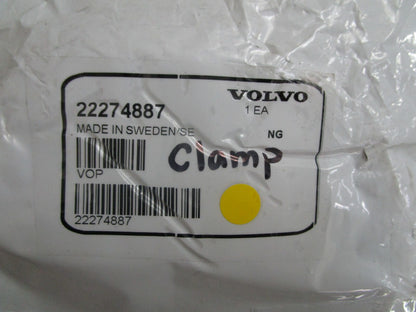 22274887 VOLVO
MADE IN SWEDEN/SE 1 EA
NG
Clamp
VOP
22274887